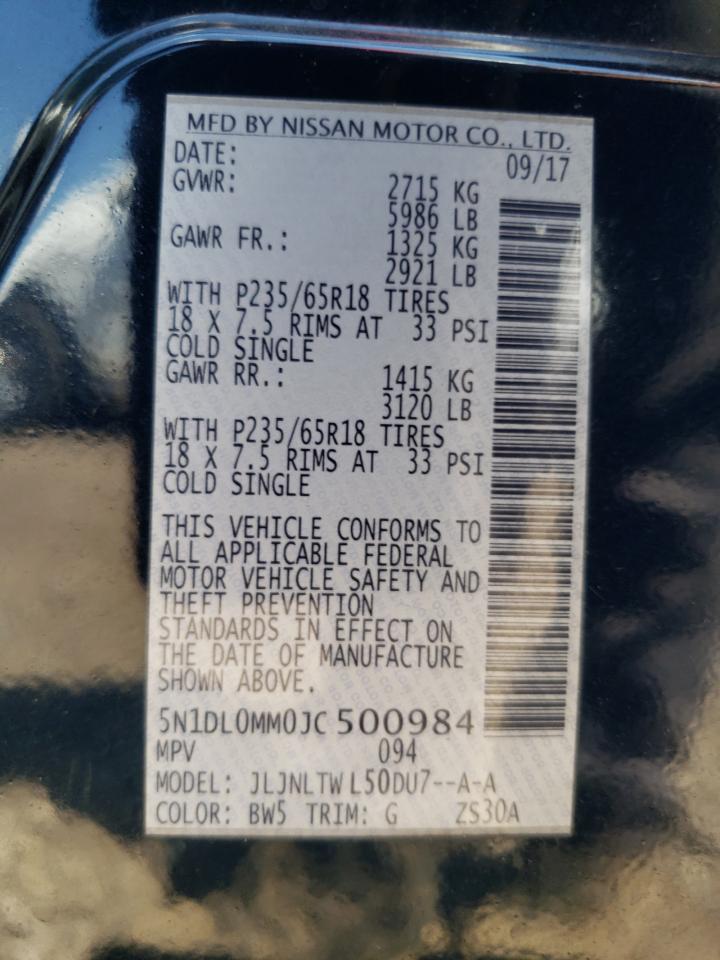 MFD BY NISSAN MOTOR CO., LTD.
DATE: 09/17
GVWR: 2715 KG
5986 LB
GAWR FR.: 1325 KG
2921 LB
WITH P235/65R18 TIRES
18 X 7.5 RIMS AT 33 PSI
COLD SINGLE
GAWR RR.: 1415 KG
3120 LB
WITH P235/65R18 TIRES
18 X 7.5 RIMS AT 33 PSI
COLD SINGLE
THIS VEHICLE CONFORMS TO
ALL APPLICABLE FEDERAL
MOTOR VEHICLE SAFETY AND
THEFT PREVENTION
STANDARDS IN EFFECT ON
THE DATE OF MANUFACTURE
SHOWN ABOVE.
5N1DL0MM0JC500984
MPV 094
MODEL: JLJNLTWL50DU7--A-A
COLOR: BW5 TRIM: G ZS30A